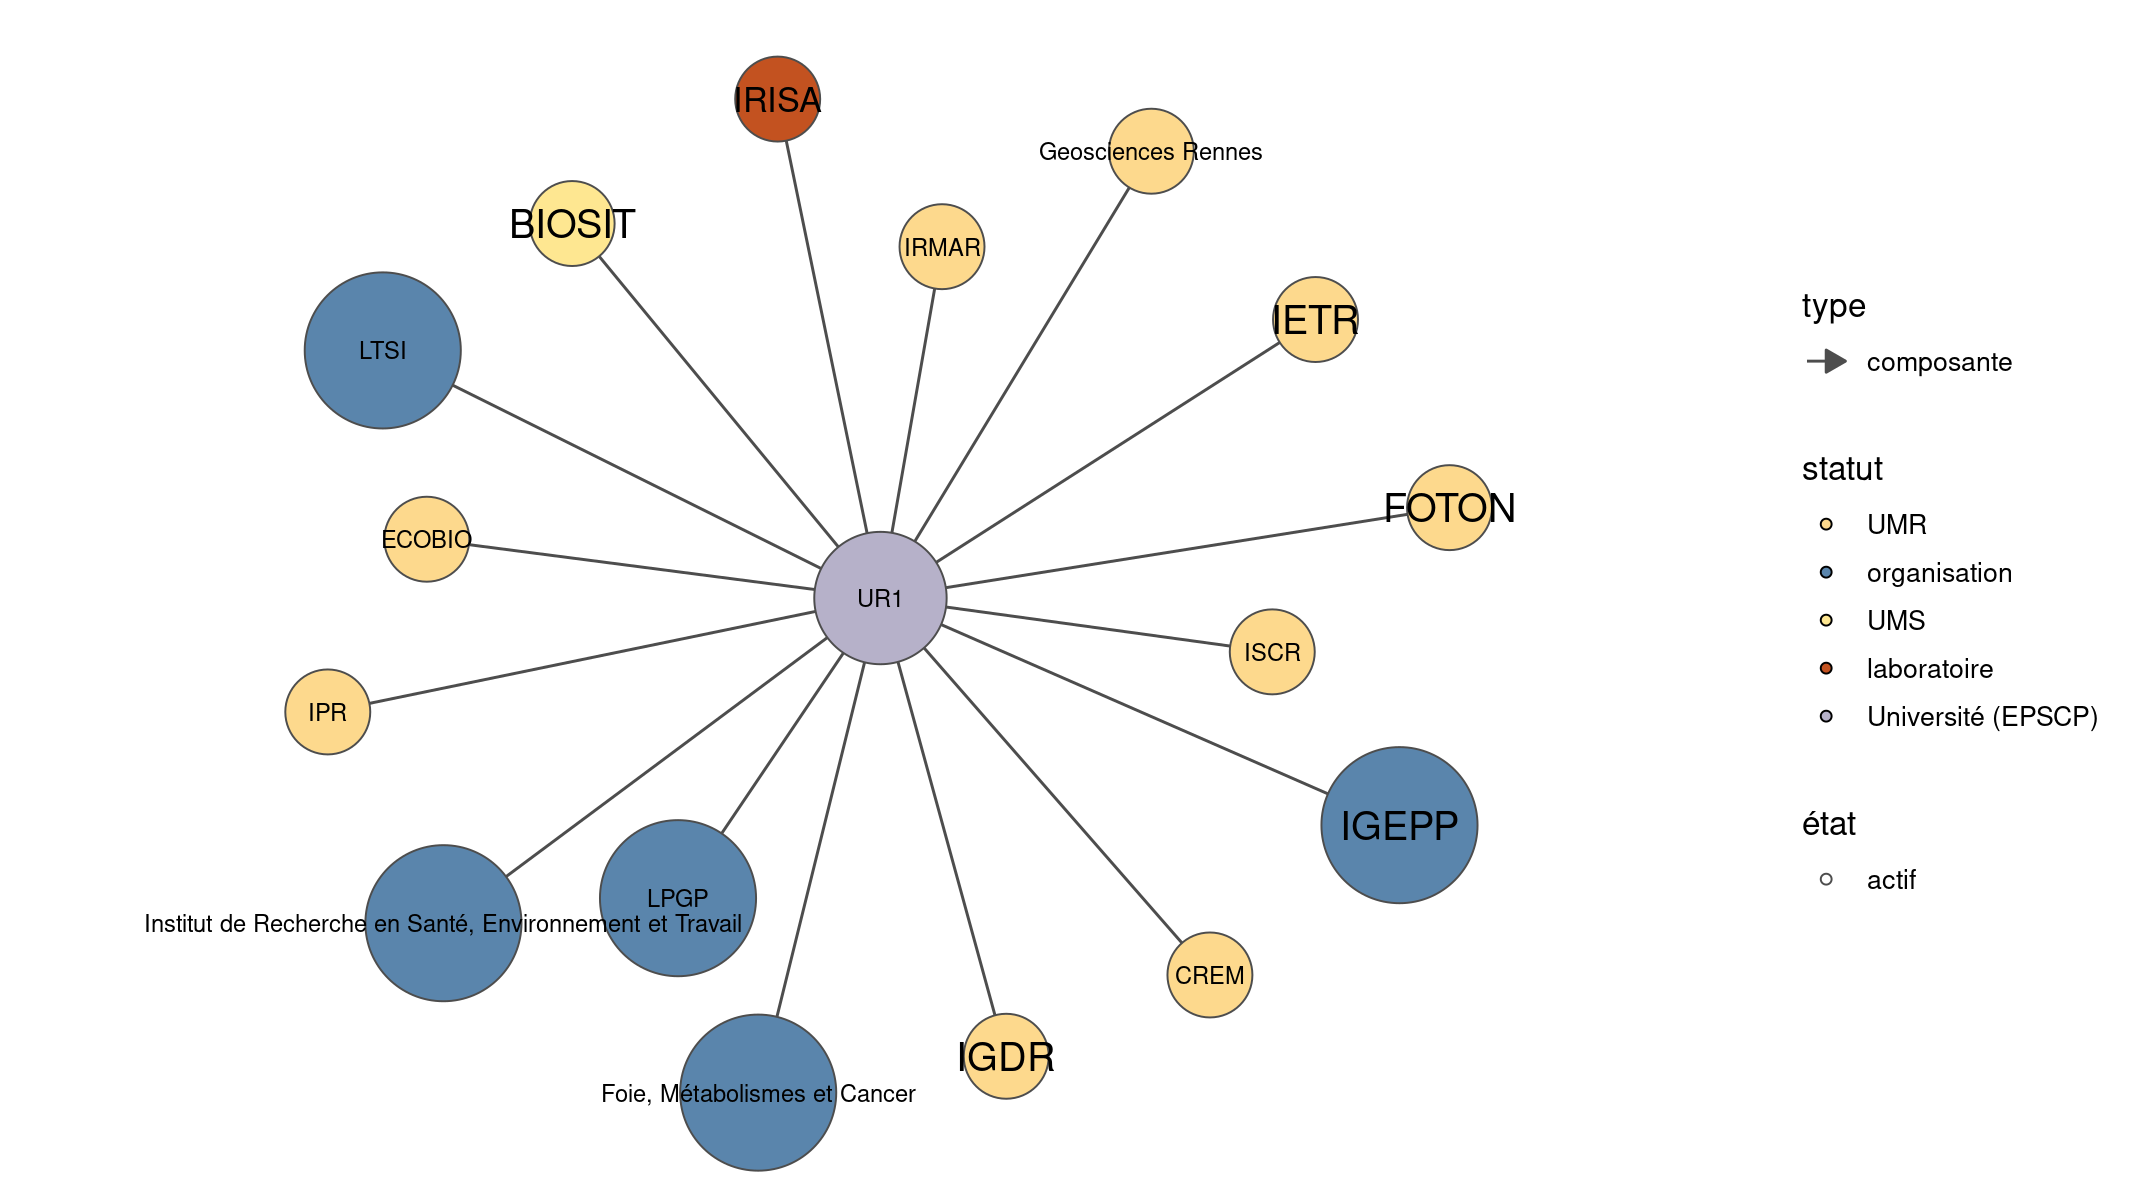 IRISA
Geosciences Rennes
BIOSIT
IRMAR
IETR
LTSI
FOTON
ECOBIO
UR1
ISCR
IPR
IGEPP
LPGP
Institut de Recherche en Santé, Environnement et Travail
CREM
IGDR
Foie, Métabolismes et Cancer
type
composante
statut
UMR
organisation
UMS
laboratoire
Université (EPSCP)
état
actif